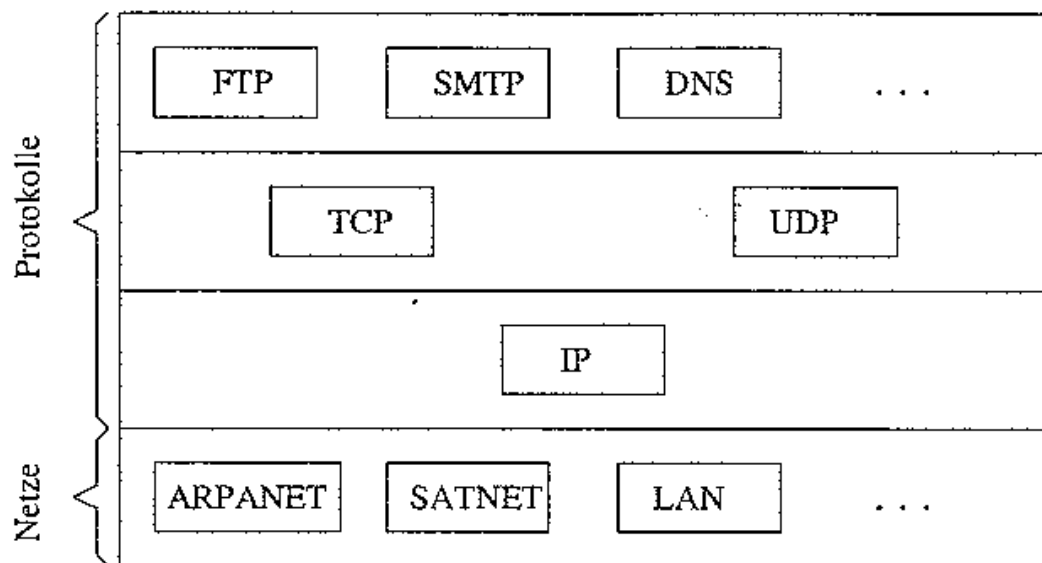 Protokolle
FTP SMTP DNS ...
TCP UDP
IP
Netze
ARPANET SATNET LAN ...